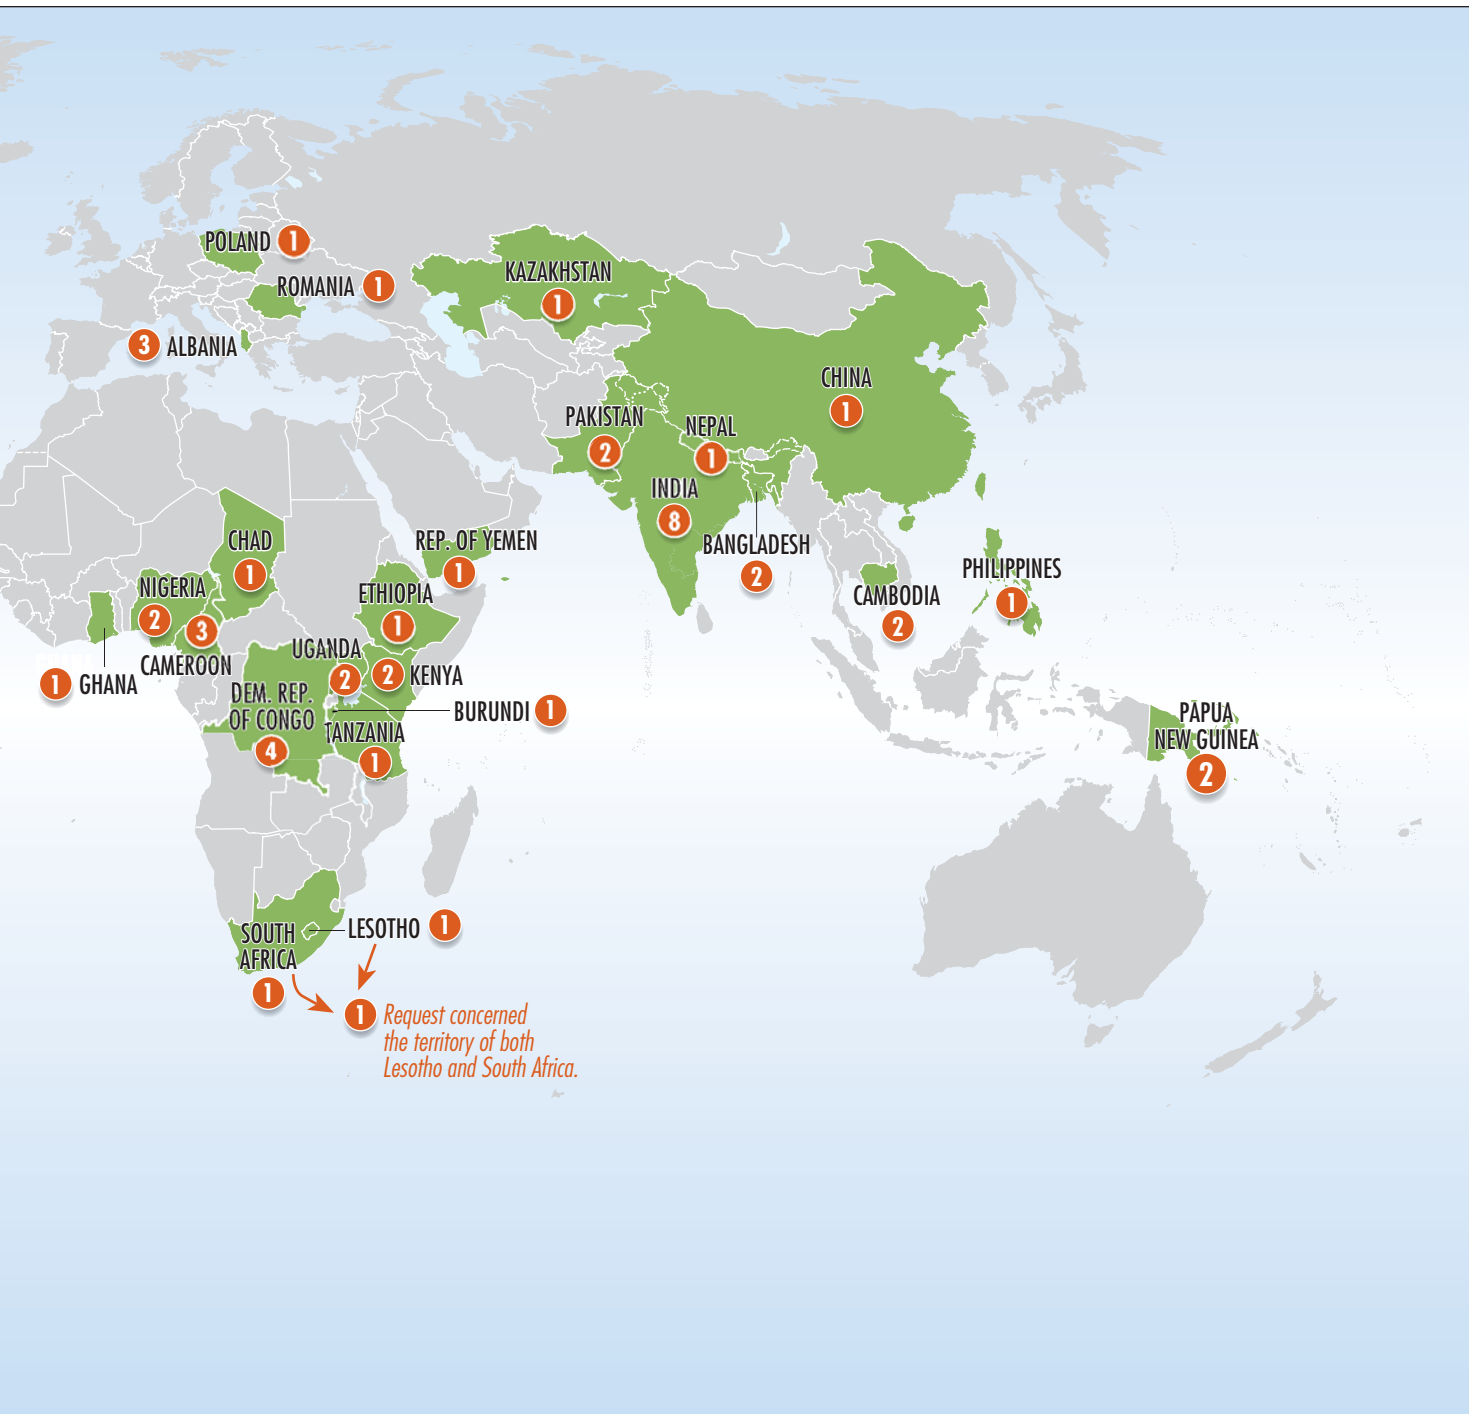 POLAND 1
ROMANIA 1
KAZAKHSTAN
1
3 ALBANIA
CHINA
1
PAKISTAN
2
NEPAL
1
INDIA
8
BANGLADESH
2
REP. OF YEMEN
1
CHAD
1
NIGERIA
2
3
CAMEROON
1 GHANA
ETHIOPIA
1
UGANDA
2
2 KENYA
DEM. REP.
OF CONGO
4
BURUNDI 1
TANZANIA
1
CAMBODIA
2
PHILIPPINES
1
PAPUA
NEW GUINEA
2
SOUTH
AFRICA
1
LESOTHO 1
1 Request concerned
the territory of both
Lesotho and South Africa.